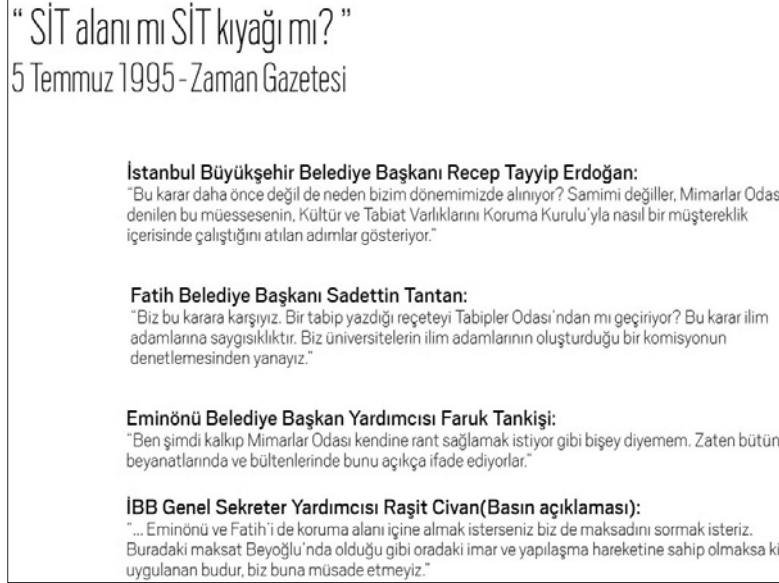 “ SİT alanı mı SİT kıyağı mı? ”
5 Temmuz 1995 - Zaman Gazetesi
İstanbul Büyükşehir Belediye Başkanı Recep Tayyip Erdoğan:
"Bu karar daha önce değil de neden bizim dönemimizde alınıyor? Samimi değiller, Mimarlar Odas
denilen bu müessesenin, Kültür ve Tabiat Varlıklarını Koruma Kurulu'yla nasıl bir müştereklik
içerisinde çalıştığını atılan adımlar gösteriyor."
Fatih Belediye Başkanı Sadettin Tantan:
"Biz bu karara karşıyız. Bir tabip yazdığı reçeteyi Tabipler Odası'ndan mı geçiriyor? Bu karar ilim
adamlarına saygısıklıktır. Biz üniversitelerin ilim adamlarının oluşturduğu bir komisyonun
denetlemesinden yanayız."
Eminönü Belediye Başkan Yardımcısı Faruk Tankişi:
"Ben şimdi kalkıp Mimarlar Odası kendine rant sağlamak istiyor gibi bişey diyemem. Zaten bütün
beyanatlarında ve bültenlerinde bunu açıkça ifade ediyorlar."
İBB Genel Sekreter Yardımcısı Raşit Civan(Basın açıklaması):
"... Eminönü ve Fatih'i de koruma alanı içine almak isterseniz biz de maksadını sormak isteriz.
Buradaki maksat Beyoğlu'nda olduğu gibi oradaki imar ve yapılaşma hareketine sahip olmaksa ki
uygulanan budur, biz buna müsade etmeyiz."